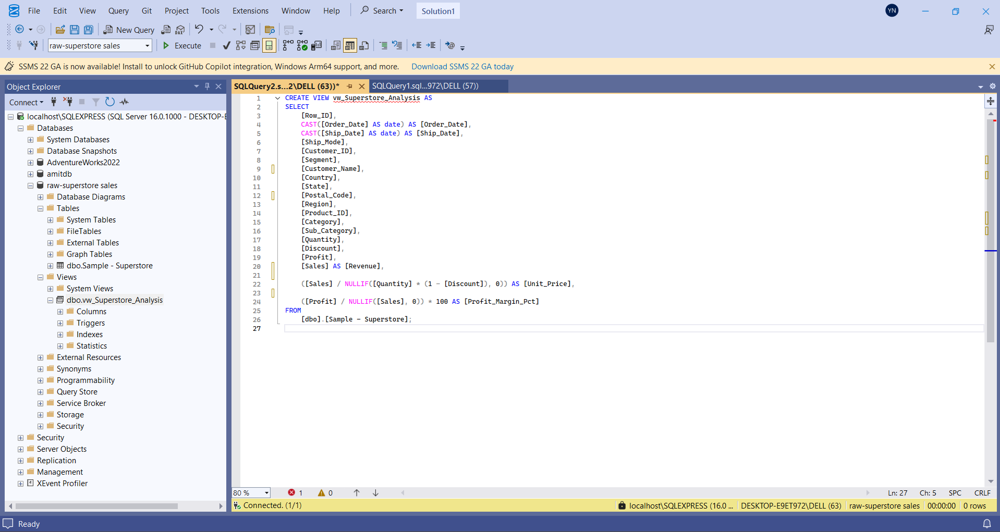 File Edit View Query Git Project Tools Extensions Window Help Search Solution1 YN
New Query DAX
raw-superstore sales Execute
SSMS 22 GA is now available! Install to unlock GitHub Copilot integration, Windows Arm64 support, and more. Download SSMS 22 GA today
Object Explorer
Connect
localhost\SQLEXPRESS (SQL Server 16.0.1000 - DESKTOP-E
Databases
System Databases
Database Snapshots
AdventureWorks2022
amitdb
raw-superstore sales
Database Diagrams
Tables
System Tables
FileTables
External Tables
Graph Tables
dbo.Sample - Superstore
Views
System Views
dbo.vw_Superstore_Analysis
Columns
Triggers
Indexes
Statistics
External Resources
Synonyms
Programmability
Query Store
Service Broker
Storage
Security
Security
Server Objects
Replication
Management
XEvent Profiler
SQLQuery2.s...2\DELL (63))* SQLQuery1.sql...972\DELL (57))
1 CREATE VIEW vw_Superstore_Analysis AS
2 SELECT
3 [Row_ID],
4 CAST([Order_Date] AS date) AS [Order_Date],
5 CAST([Ship_Date] AS date) AS [Ship_Date],
6 [Ship_Mode],
7 [Customer_ID],
8 [Segment],
9 [Customer_Name],
10 [Country],
11 [State],
12 [Postal_Code],
13 [Region],
14 [Product_ID],
15 [Category],
16 [Sub_Category],
17 [Quantity],
18 [Discount],
19 [Profit],
20 [Sales] AS [Revenue],
21
22 ([Sales] / NULLIF([Quantity] * (1 - [Discount]), 0)) AS [Unit_Price],
23
24 ([Profit] / NULLIF([Sales], 0)) * 100 AS [Profit_Margin_Pct]
25 FROM
26 [dbo].[Sample - Superstore];
27
80 % 1 0 Ln: 27 Ch: 5 SPC CRLF
Connected. (1/1) localhost\SQLEXPRESS (16.0 ... DESKTOP-E9ET972\DELL (63) raw-superstore sales 00:00:00 0 rows
Ready